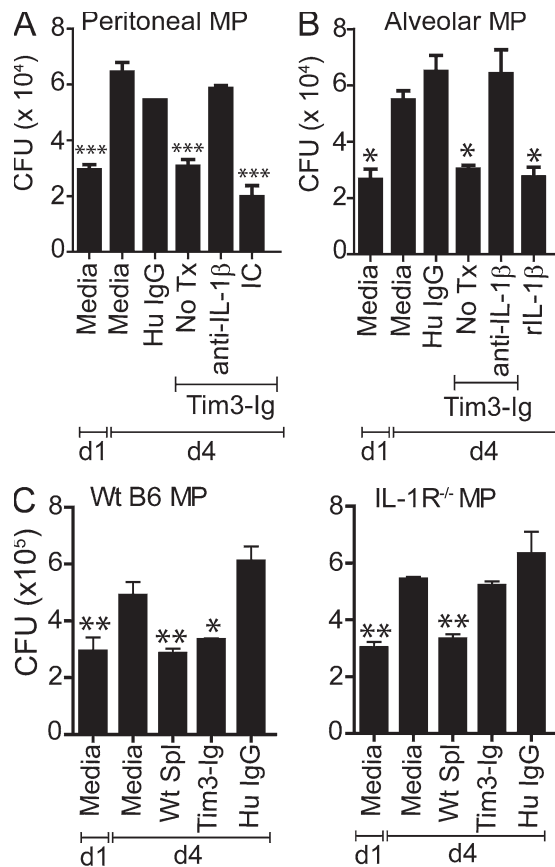 A Peritoneal MP
CFU (x 10⁴)
8
6
4
2
0
***
***
***
Media
Media
Hu IgG
No Tx
anti-IL-1β
IC
Tim3-Ig
d1
d4
B Alveolar MP
CFU (x 10⁴)
8
6
4
2
0
*
*
*
Media
Media
Hu IgG
No Tx
anti-IL-1β
rIL-1β
Tim3-Ig
d1
d4
C Wt B6 MP
CFU (x10⁵)
8
6
4
2
0
**
**
*
Media
Media
Wt Spl
Tim3-Ig
Hu IgG
d1
d4
IL-1R⁻/⁻ MP
8
6
4
2
0
**
**
Media
Media
Wt Spl
Tim3-Ig
Hu IgG
d1
d4